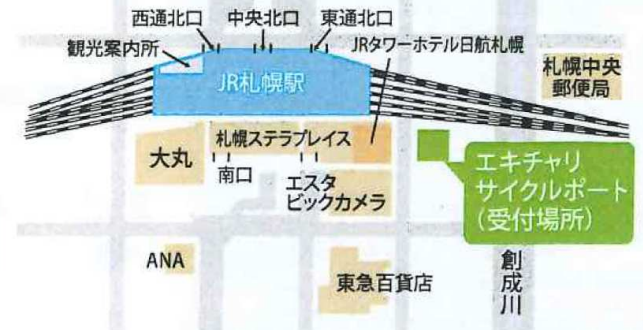 西通北口
中央北口
東通北口
観光案内所
JRタワーホテル日航札幌
JR札幌駅
札幌中央
郵便局
大丸
札幌ステラプレイス
南口
エスタ
ビックカメラ
エキチャリ
サイクルポート
(受付場所)
ANA
東急百貨店
創成川